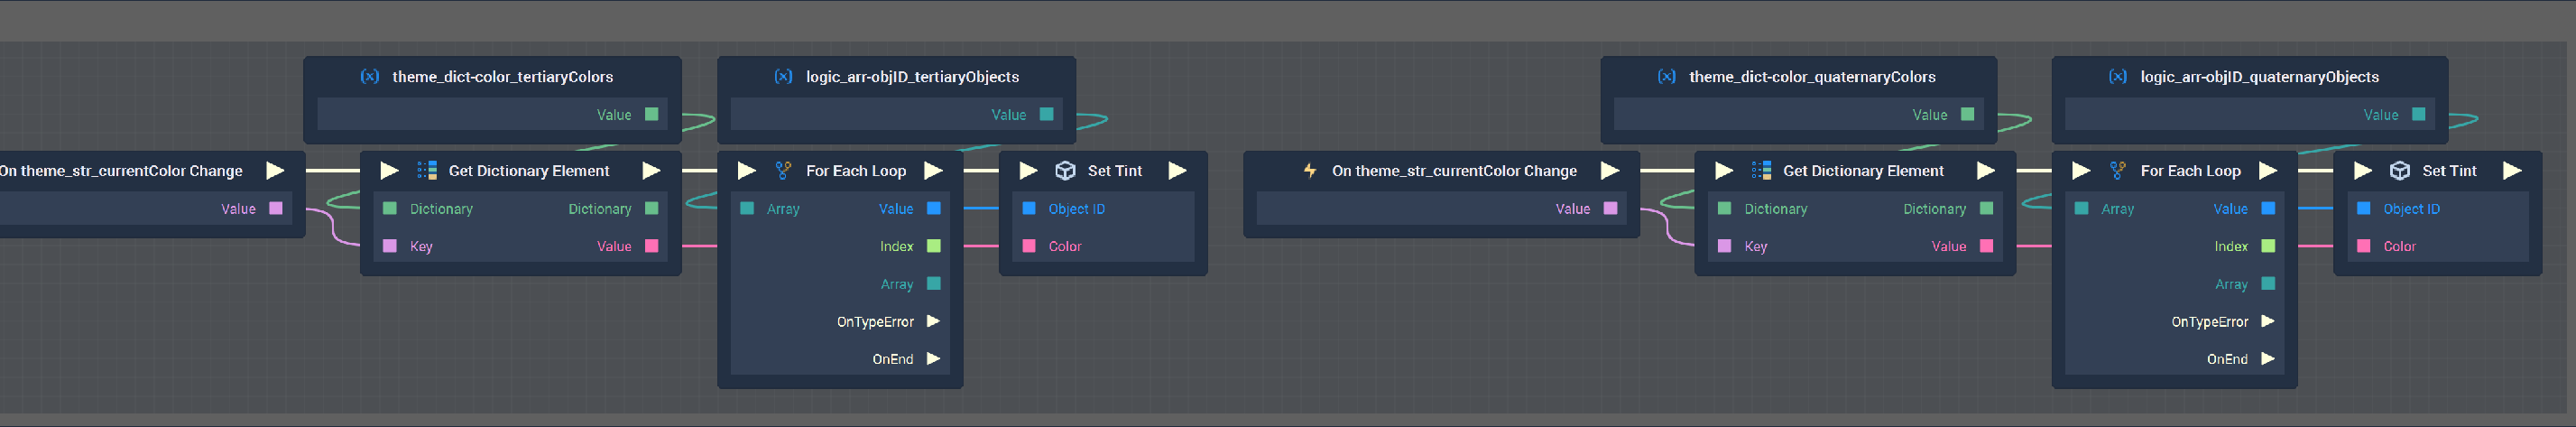 theme_dict-color_tertiaryColors
Value
logic_arr-objID_tertiaryObjects
Value
On theme_str_currentColor Change
Value
Get Dictionary Element
Dictionary Dictionary
Key Value
For Each Loop
Array Value
Index
Array
OnTypeError
OnEnd
Set Tint
Object ID
Color
theme_dict-color_quaternaryColors
Value
logic_arr-objID_quaternaryObjects
Value
On theme_str_currentColor Change
Value
Get Dictionary Element
Dictionary Dictionary
Key Value
For Each Loop
Array Value
Index
Array
OnTypeError
OnEnd
Set Tint
Object ID
Color